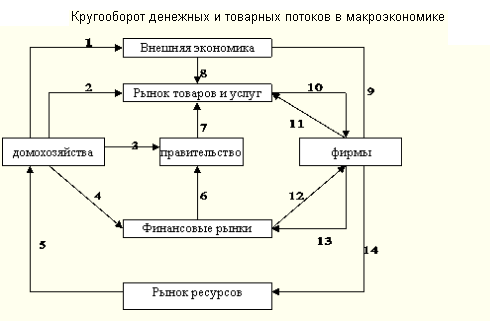 Кругооборот денежных и товарных потоков в макроэкономике
1
Внешняя экономика
8
2
Рынок товаров и услуг
10
9
11
7
домохозяйства
3
правительство
фирмы
4
6
12
5
Финансовые рынки
13
14
Рынок ресурсов